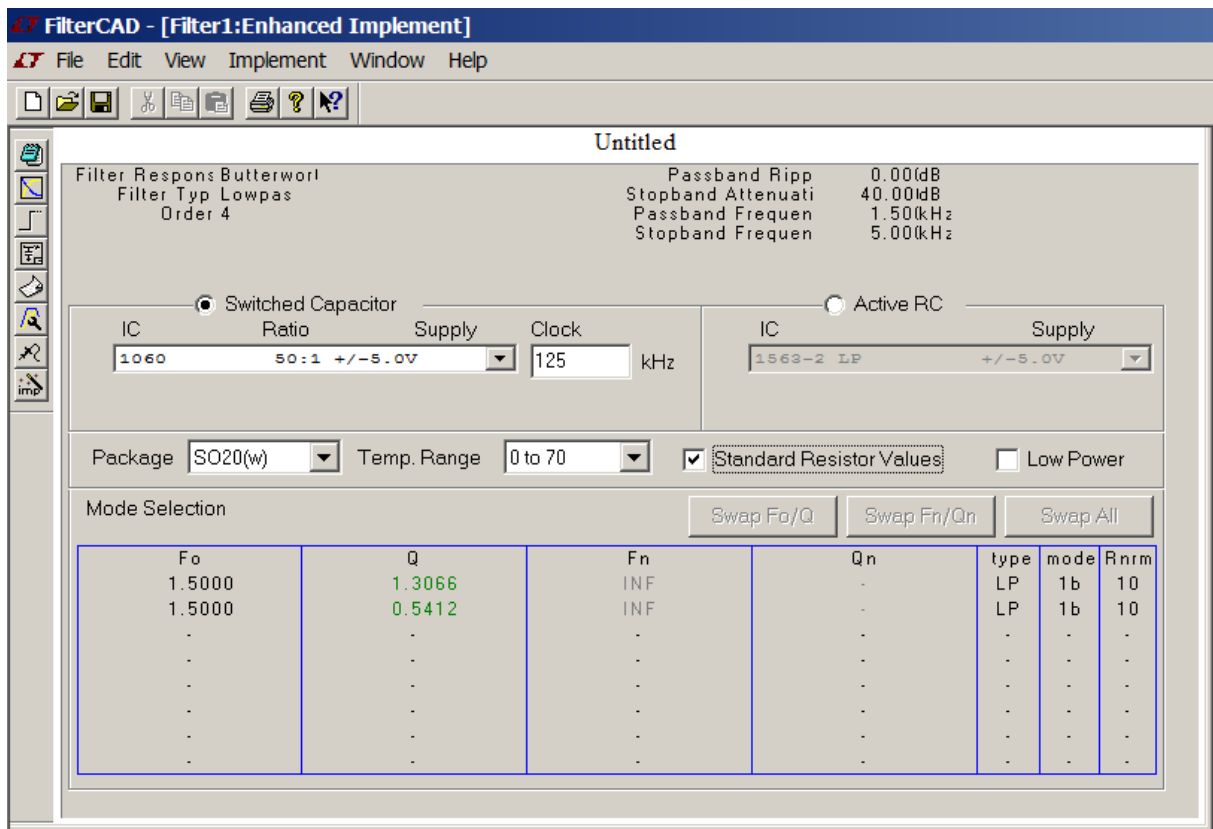 FilterCAD - [Filter1:Enhanced Implement]
File Edit View Implement Window Help
Untitled
Filter Respons Butterworl
Filter Typ Lowpas
Order 4
Passband Ripp 0.00(dB
Stopband Attenuati 40.00(dB
Passband Frequen 1.50(kHz
Stopband Frequen 5.00(kHz
Switched Capacitor
Active RC
IC Ratio Supply Clock
IC Supply
1060 50:1 +/-5.0V 125 kHz
1563-2 LP +/-5.0V
imp
Package SO20(w) Temp. Range 0 to 70 Standard Resistor Values Low Power
Mode Selection Swap Fo/Q Swap Fn/Qn Swap All
Fo Q Fn Qn type mode Rnrm
1.5000 1.3066 INF - LP 1b 10
1.5000 0.5412 INF - LP 1b 10
- - - - - - -
- - - - - - -
- - - - - - -
- - - - - - -
- - - - - - -
- - - - - - -